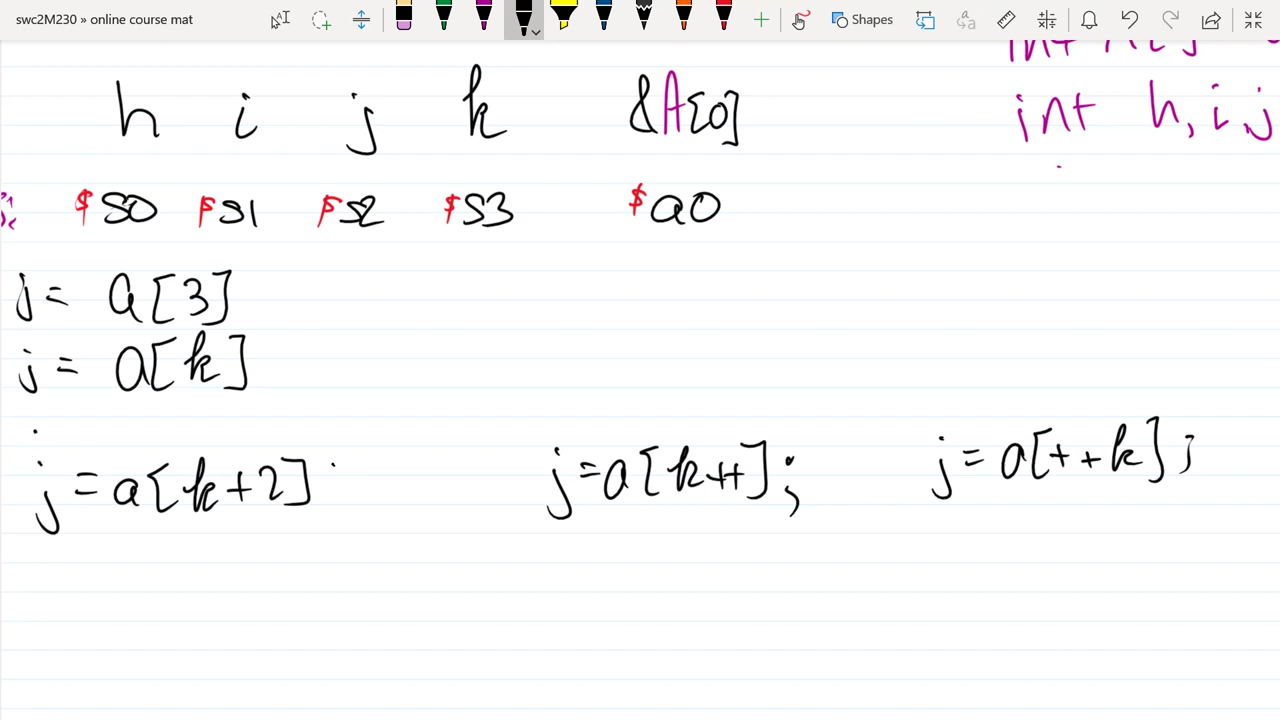 swc2M230 » online course mat
Shapes
h i j k &A[0]
int h, i, j
$S0 $S1 $S2 $S3 $a0
j = a[3]
j = a[k]
j = a[k+2] j=a[k++]; j=a[++k];